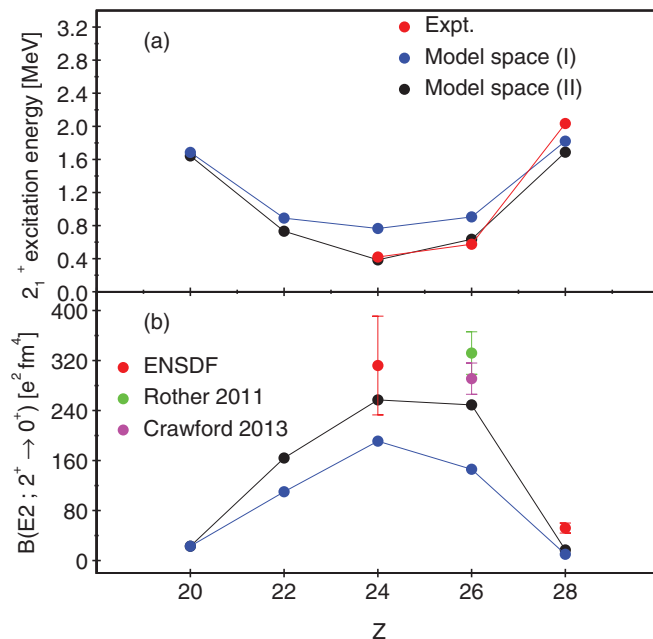 (a)
Expt.
Model space (I)
Model space (II)
2₁⁺ excitation energy [MeV]
3.2
2.8
2.4
2.0
1.6
1.2
0.8
0.4
0.0
(b)
ENSDF
Rother 2011
Crawford 2013
B(E2 ; 2⁺ → 0⁺) [e² fm⁴]
400
320
240
160
80
0
20 22 24 26 28
Z